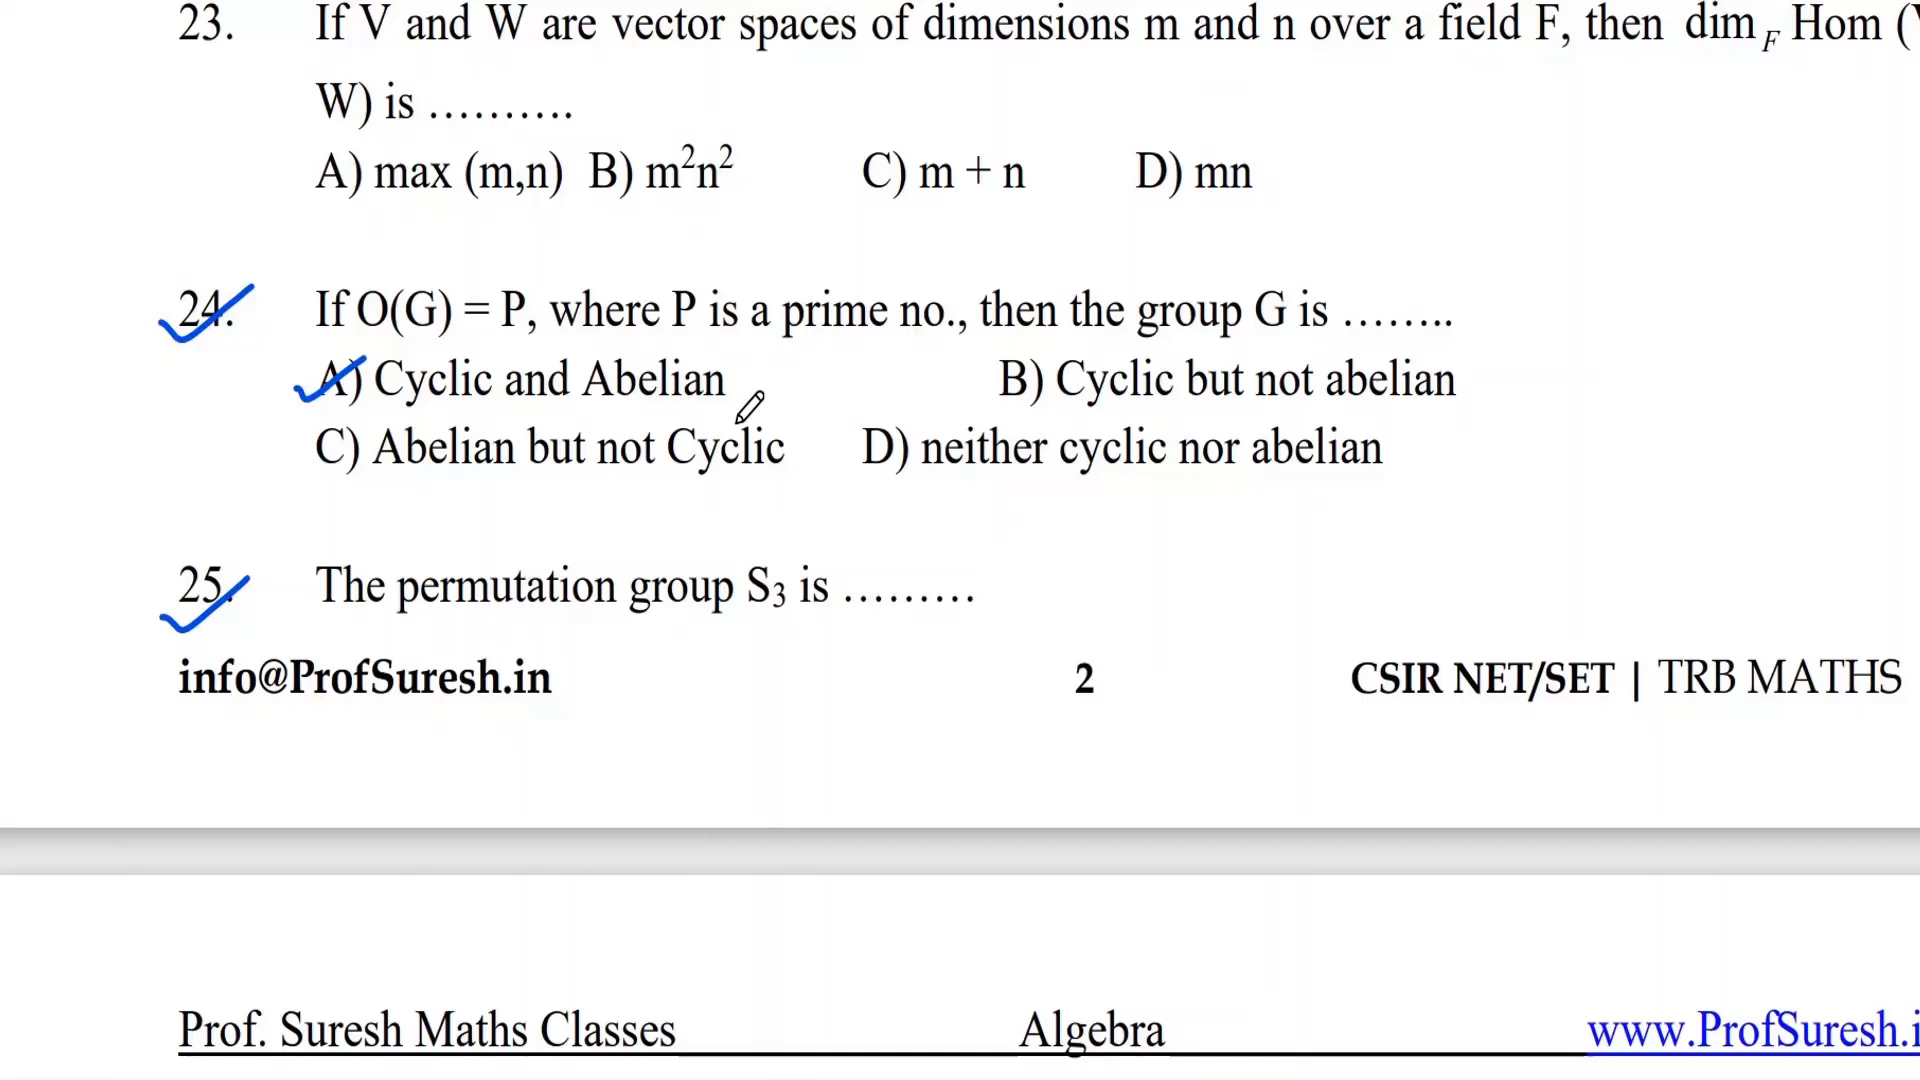 23. If V and W are vector spaces of dimensions m and n over a field F, then dim F Hom (
W) is ……….
A) max (m,n) B) m²n² C) m + n D) mn
24. If O(G) = P, where P is a prime no., then the group G is ……..
A) Cyclic and Abelian B) Cyclic but not abelian
C) Abelian but not Cyclic D) neither cyclic nor abelian
25. The permutation group S₃ is ………
info@ProfSuresh.in 2 CSIR NET/SET | TRB MATHS
Prof. Suresh Maths Classes Algebra www.ProfSuresh.i